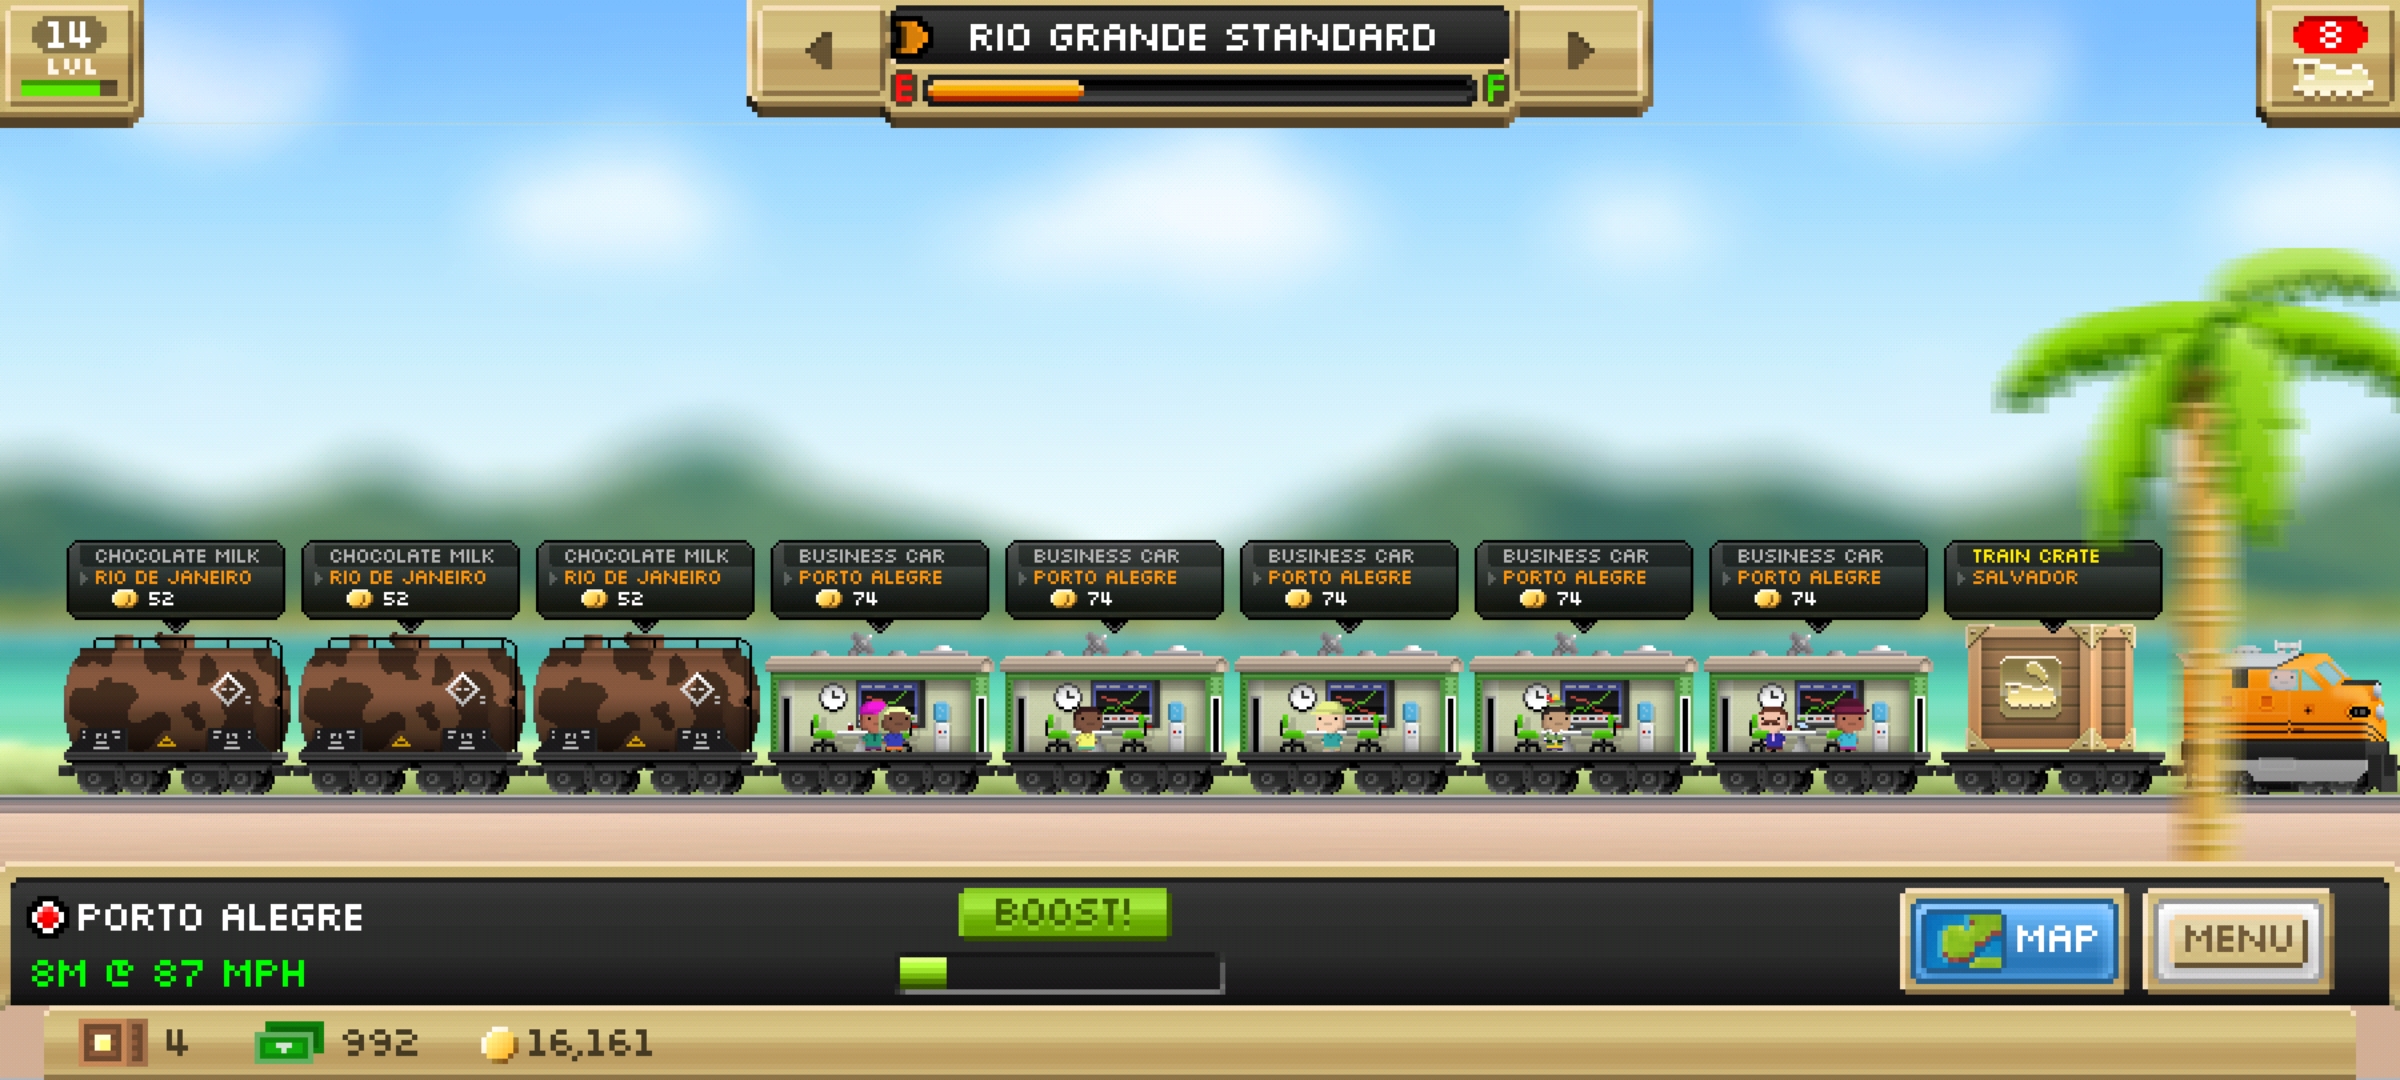 14
LVL
RIO GRANDE STANDARD
E
F
8
CHOCOLATE MILK
RIO DE JANEIRO
52
CHOCOLATE MILK
RIO DE JANEIRO
52
CHOCOLATE MILK
RIO DE JANEIRO
52
BUSINESS CAR
PORTO ALEGRE
74
BUSINESS CAR
PORTO ALEGRE
74
BUSINESS CAR
PORTO ALEGRE
74
BUSINESS CAR
PORTO ALEGRE
74
BUSINESS CAR
PORTO ALEGRE
74
TRAIN CRATE
SALVADOR
PORTO ALEGRE
8M @ 87 MPH
BOOST!
MAP
MENU
4
992
16,161